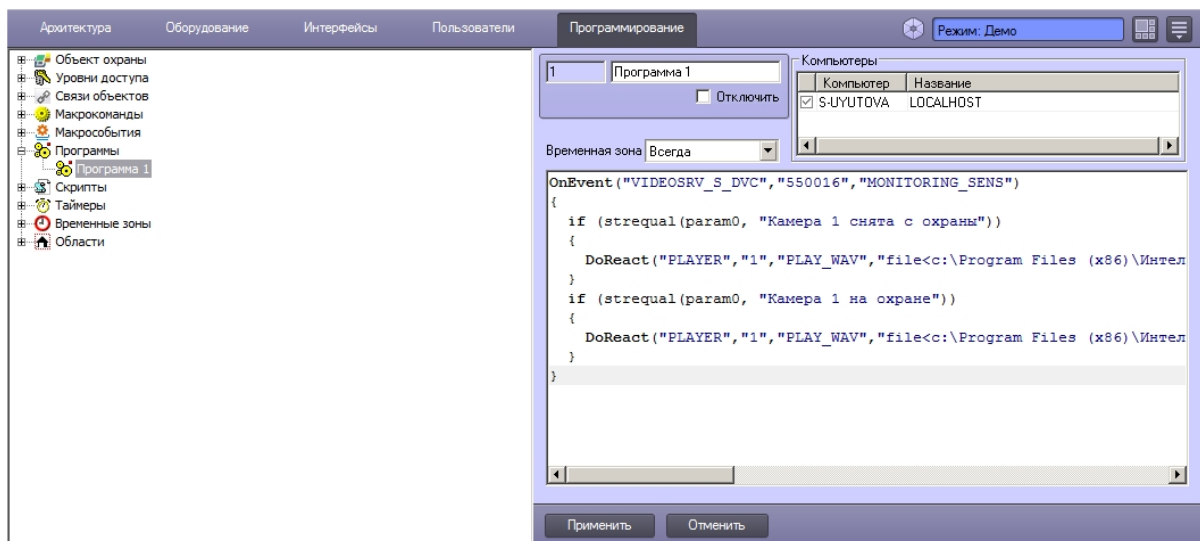 Архитектура Оборудование Интерфейсы Пользователи Программирование Режим: Демо
Объект охраны
Уровни доступа
Связи объектов
Макрокоманды
Макрособытия
Программы
Программа 1
Скрипты
Таймеры
Временные зоны
Области
1 Программа 1
Отключить
Компьютеры
Компьютер Название
S-UYUTOVA LOCALHOST
Временная зона Всегда
OnEvent("VIDEOSRV_S_DVC","550016","MONITORING_SENS")
{
if (strequal(param0, "Камера 1 снята с охраны"))
{
DoReact("PLAYER","1","PLAY_WAV","file<c:\Program Files (x86)\Интел
}
if (strequal(param0, "Камера 1 на охране"))
{
DoReact("PLAYER","1","PLAY_WAV","file<c:\Program Files (x86)\Интел
}
}
Применить Отменить